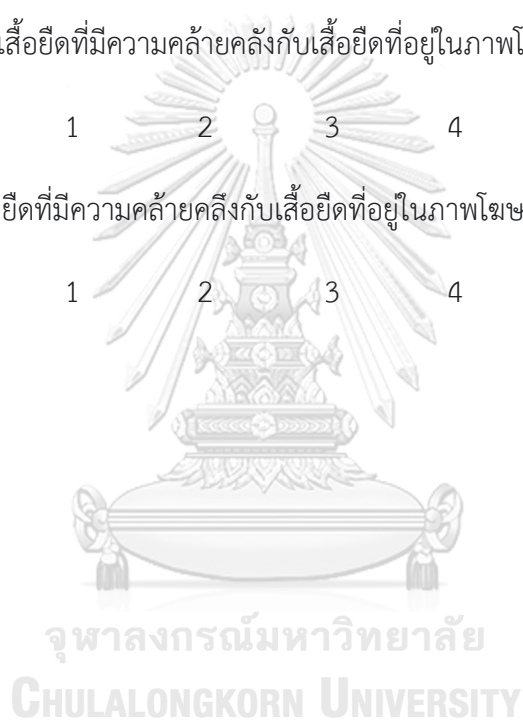 เสื้อยืดที่มีความคล้ายคลังกับเสื้อยืดที่อยู่ในภาพโ
1 2 3 4
ยืดที่มีความคล้ายคลึงกับเสื้อยืดที่อยู่ในภาพโฆษ
1 2 3 4
จุฬาลงกรณ์มหาวิทยาลัย
CHULALONGKORN UNIVERSITY